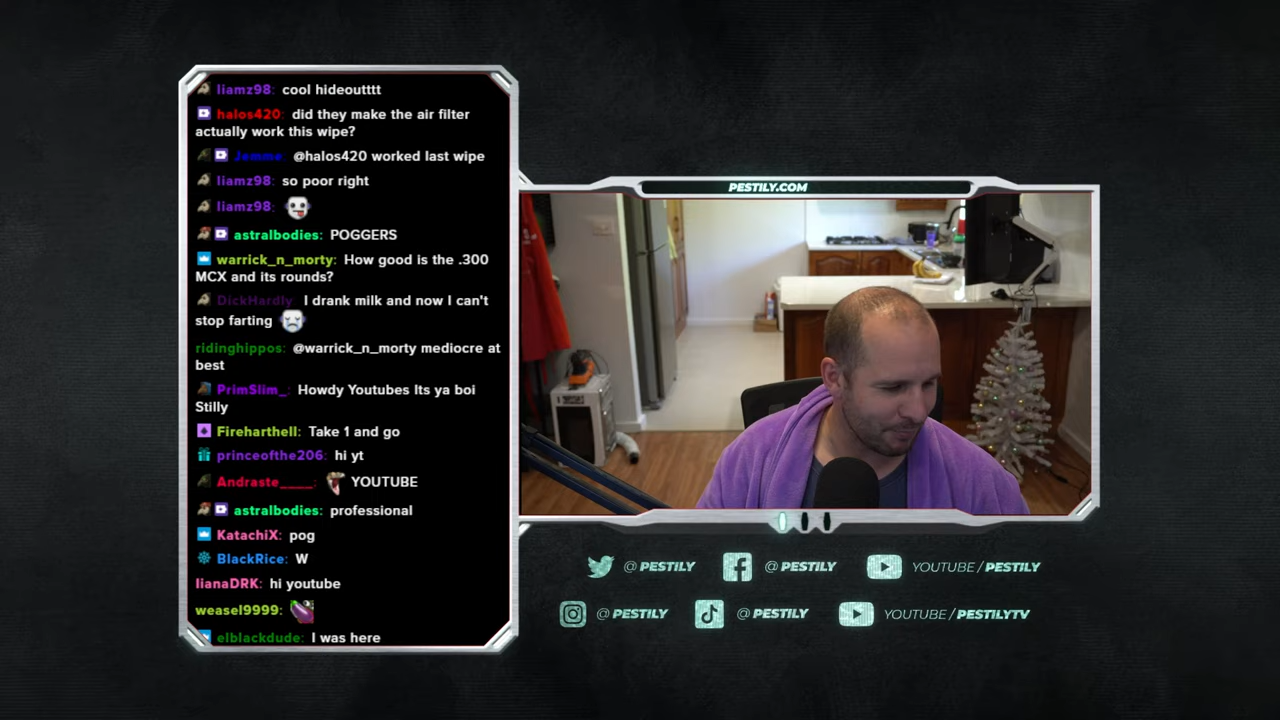 liamz98: cool hideoutttt
halos420: did they make the air filter
actually work this wipe?
Jemme: @halos420 worked last wipe
liamz98: so poor right
liamz98:
astralbodies: POGGERS
warrick_n_morty: How good is the .300
MCX and its rounds?
DickHardly I drank milk and now I can't
stop farting
ridinghippos: @warrick_n_morty mediocre at
best
PrimSlim_: Howdy Youtubes Its ya boi
Stilly
Fireharthell: Take 1 and go
princeofthe206: hi yt
Andraste____: YOUTUBE
astralbodies: professional
KatachiX: pog
BlackRice: W
lianaDRK: hi youtube
weasel9999:
elblackdude: I was here
PESTILY.COM
@PESTILY @PESTILY YOUTUBE/PESTILY
@PESTILY @PESTILY YOUTUBE/PESTILYTV